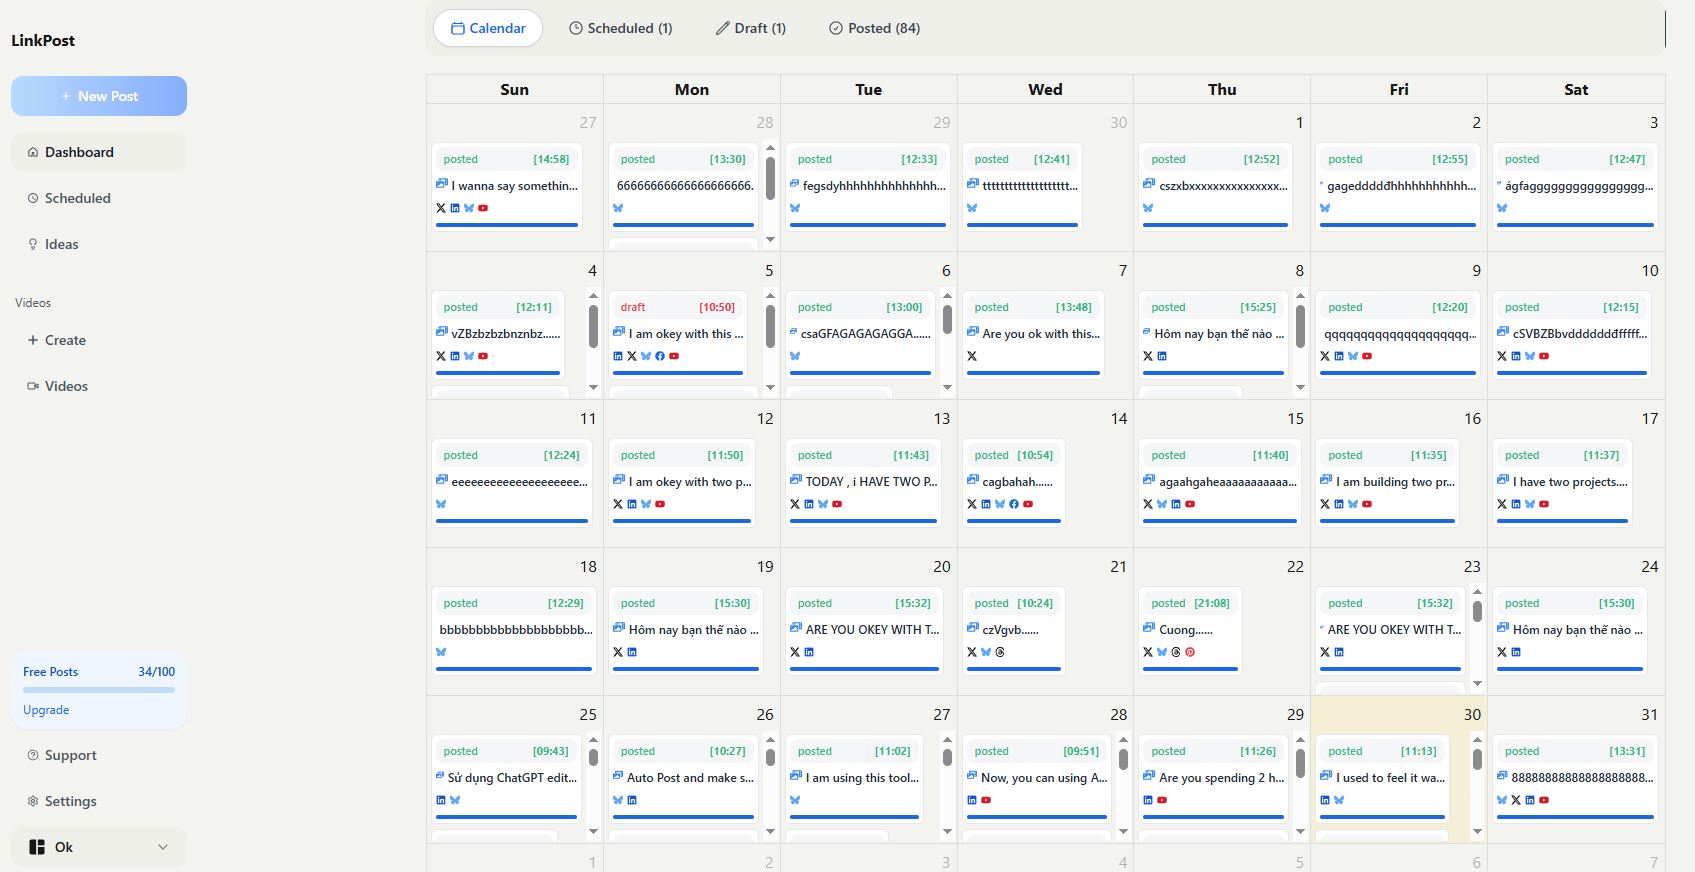 LinkPost
+ New Post
Dashboard
Scheduled
Ideas
Videos
+ Create
Videos
Free Posts 34/100
Upgrade
Support
Settings
Ok
Calendar Scheduled (1) Draft (1) Posted (84)
Sun Mon Tue Wed Thu Fri Sat
27 28 29 30 1 2 3
posted [14:58] posted [13:30] posted [12:33] posted [12:41] posted [12:52] posted [12:55] posted [12:47]
I wanna say somethin... 66666666666666666666. fegsdyhhhhhhhhhhhhhh... tttttttttttttttttttt... cszxbxxxxxxxxxxxxxxx... gagedddddđhhhhhhhhhhh... ágfagggggggggggggggg...
4 5 6 7 8 9 10
posted [12:11] draft [10:50] posted [13:00] posted [13:48] posted [15:25] posted [12:20] posted [12:15]
vZBzbzbzbnznbz...... I am okey with this ... csaGFAGAGAGAGGA...... Are you ok with this... Hôm nay bạn thế nào ... qqqqqqqqqqqqqqqqqqqq.. cSVBZBbvdddddddfffff...
11 12 13 14 15 16 17
posted [12:24] posted [11:50] posted [11:43] posted [10:54] posted [11:40] posted [11:35] posted [11:37]
eeeeeeeeeeeeeeeeeeee... I am okey with two p... TODAY , i HAVE TWO P... cagbahah...... agaahgaheaaaaaaaaaaa... I am building two pr... I have two projects....
18 19 20 21 22 23 24
posted [12:29] posted [15:30] posted [15:32] posted [10:24] posted [21:08] posted [15:32] posted [15:30]
bbbbbbbbbbbbbbbbbbbb... Hôm nay bạn thế nào ... ARE YOU OKEY WITH T... czVgvb...... Cuong...... ARE YOU OKEY WITH T... Hôm nay bạn thế nào ...
25 26 27 28 29 30 31
posted [09:43] posted [10:27] posted [11:02] posted [09:51] posted [11:26] posted [11:13] posted [13:31]
Sử dụng ChatGPT edit... Auto Post and make s... I am using this tool... Now, you can using A... Are you spending 2 h... I used to feel it wa... 88888888888888888888...
1 2 3 4 5 6 7